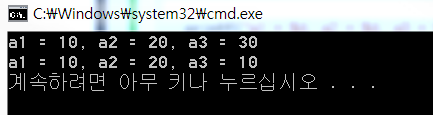 C:₩Windows₩system32₩cmd.exe
a1 = 10, a2 = 20, a3 = 30
a1 = 10, a2 = 20, a3 = 10
계속하려면 아무 키나 누르십시오 . . .